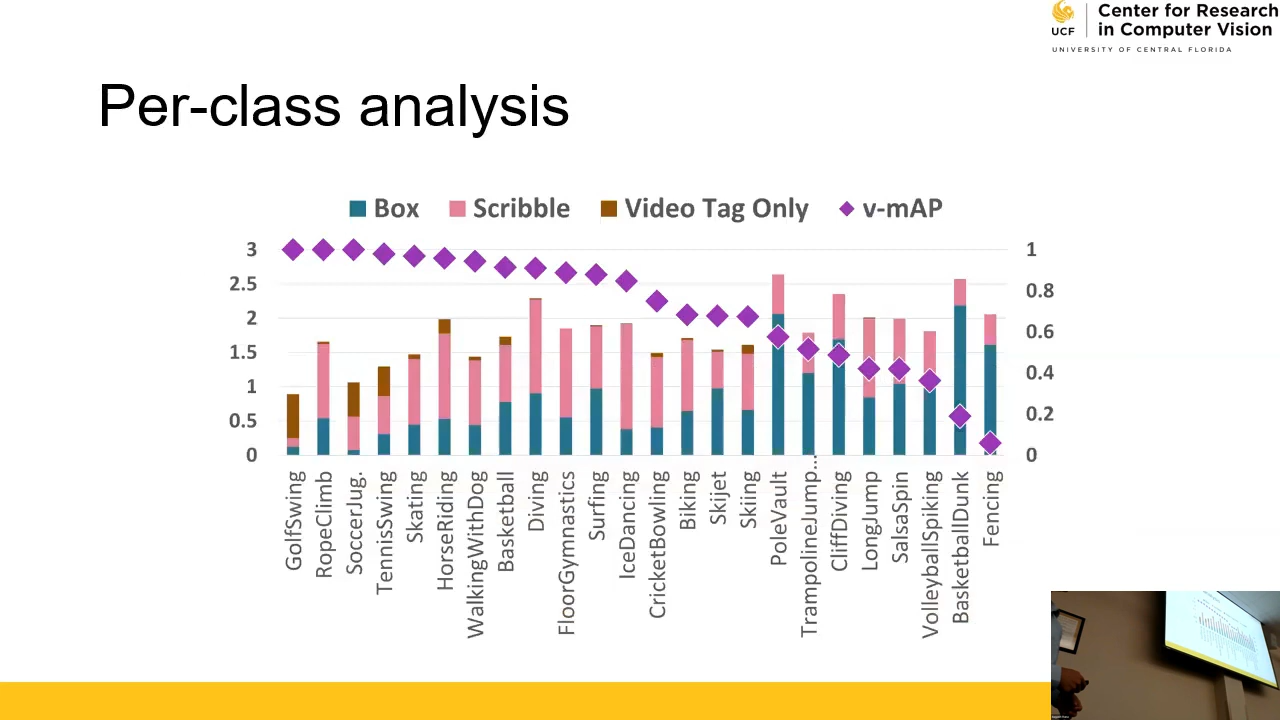 UCF
Center for Research
in Computer Vision
UNIVERSITY OF CENTRAL FLORIDA
Per-class analysis
Box Scribble Video Tag Only v-mAP
3
2.5
2
1.5
1
0.5
0
1
0.8
0.6
0.4
0.2
0
GolfSwing
RopeClimb
SoccerJug.
TennisSwing
Skating
HorseRiding
WalkingWithDog
Basketball
Diving
FloorGymnastics
Surfing
IceDancing
CricketBowling
Biking
Skijet
Skiing
PoleVault
TrampolineJump...
CliffDiving
LongJump
SalsaSpin
VolleyballSpiking
BasketballDunk
Fencing